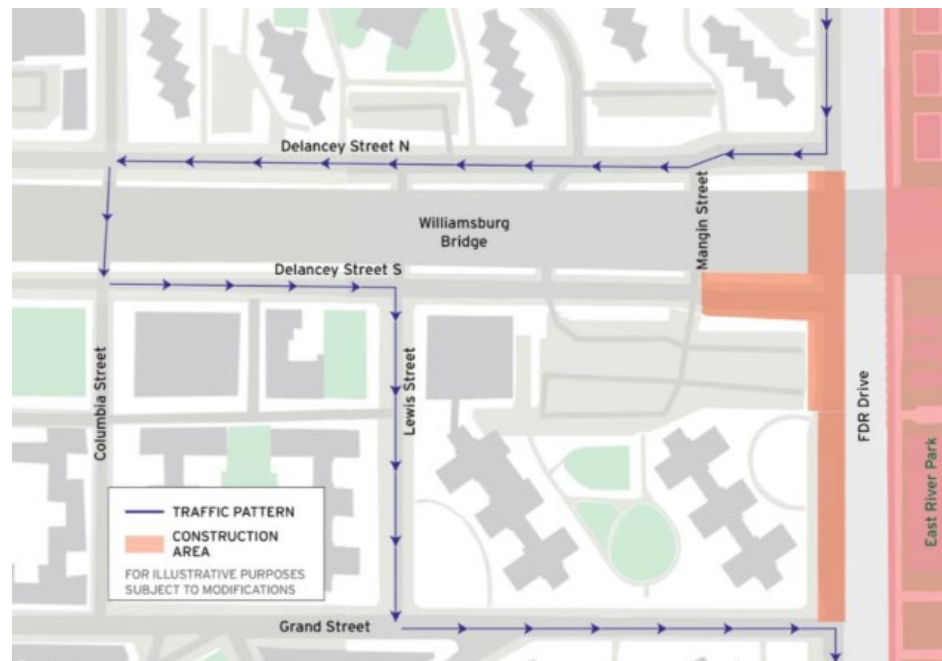 Delancey Street N
Mangin Street
Williamsburg
Bridge
Delancey Street S
Columbia Street
Lewis Street
FDR Drive
East River Park
TRAFFIC PATTERN
CONSTRUCTION
AREA
FOR ILLUSTRATIVE PURPOSES
SUBJECT TO MODIFICATIONS
Grand Street